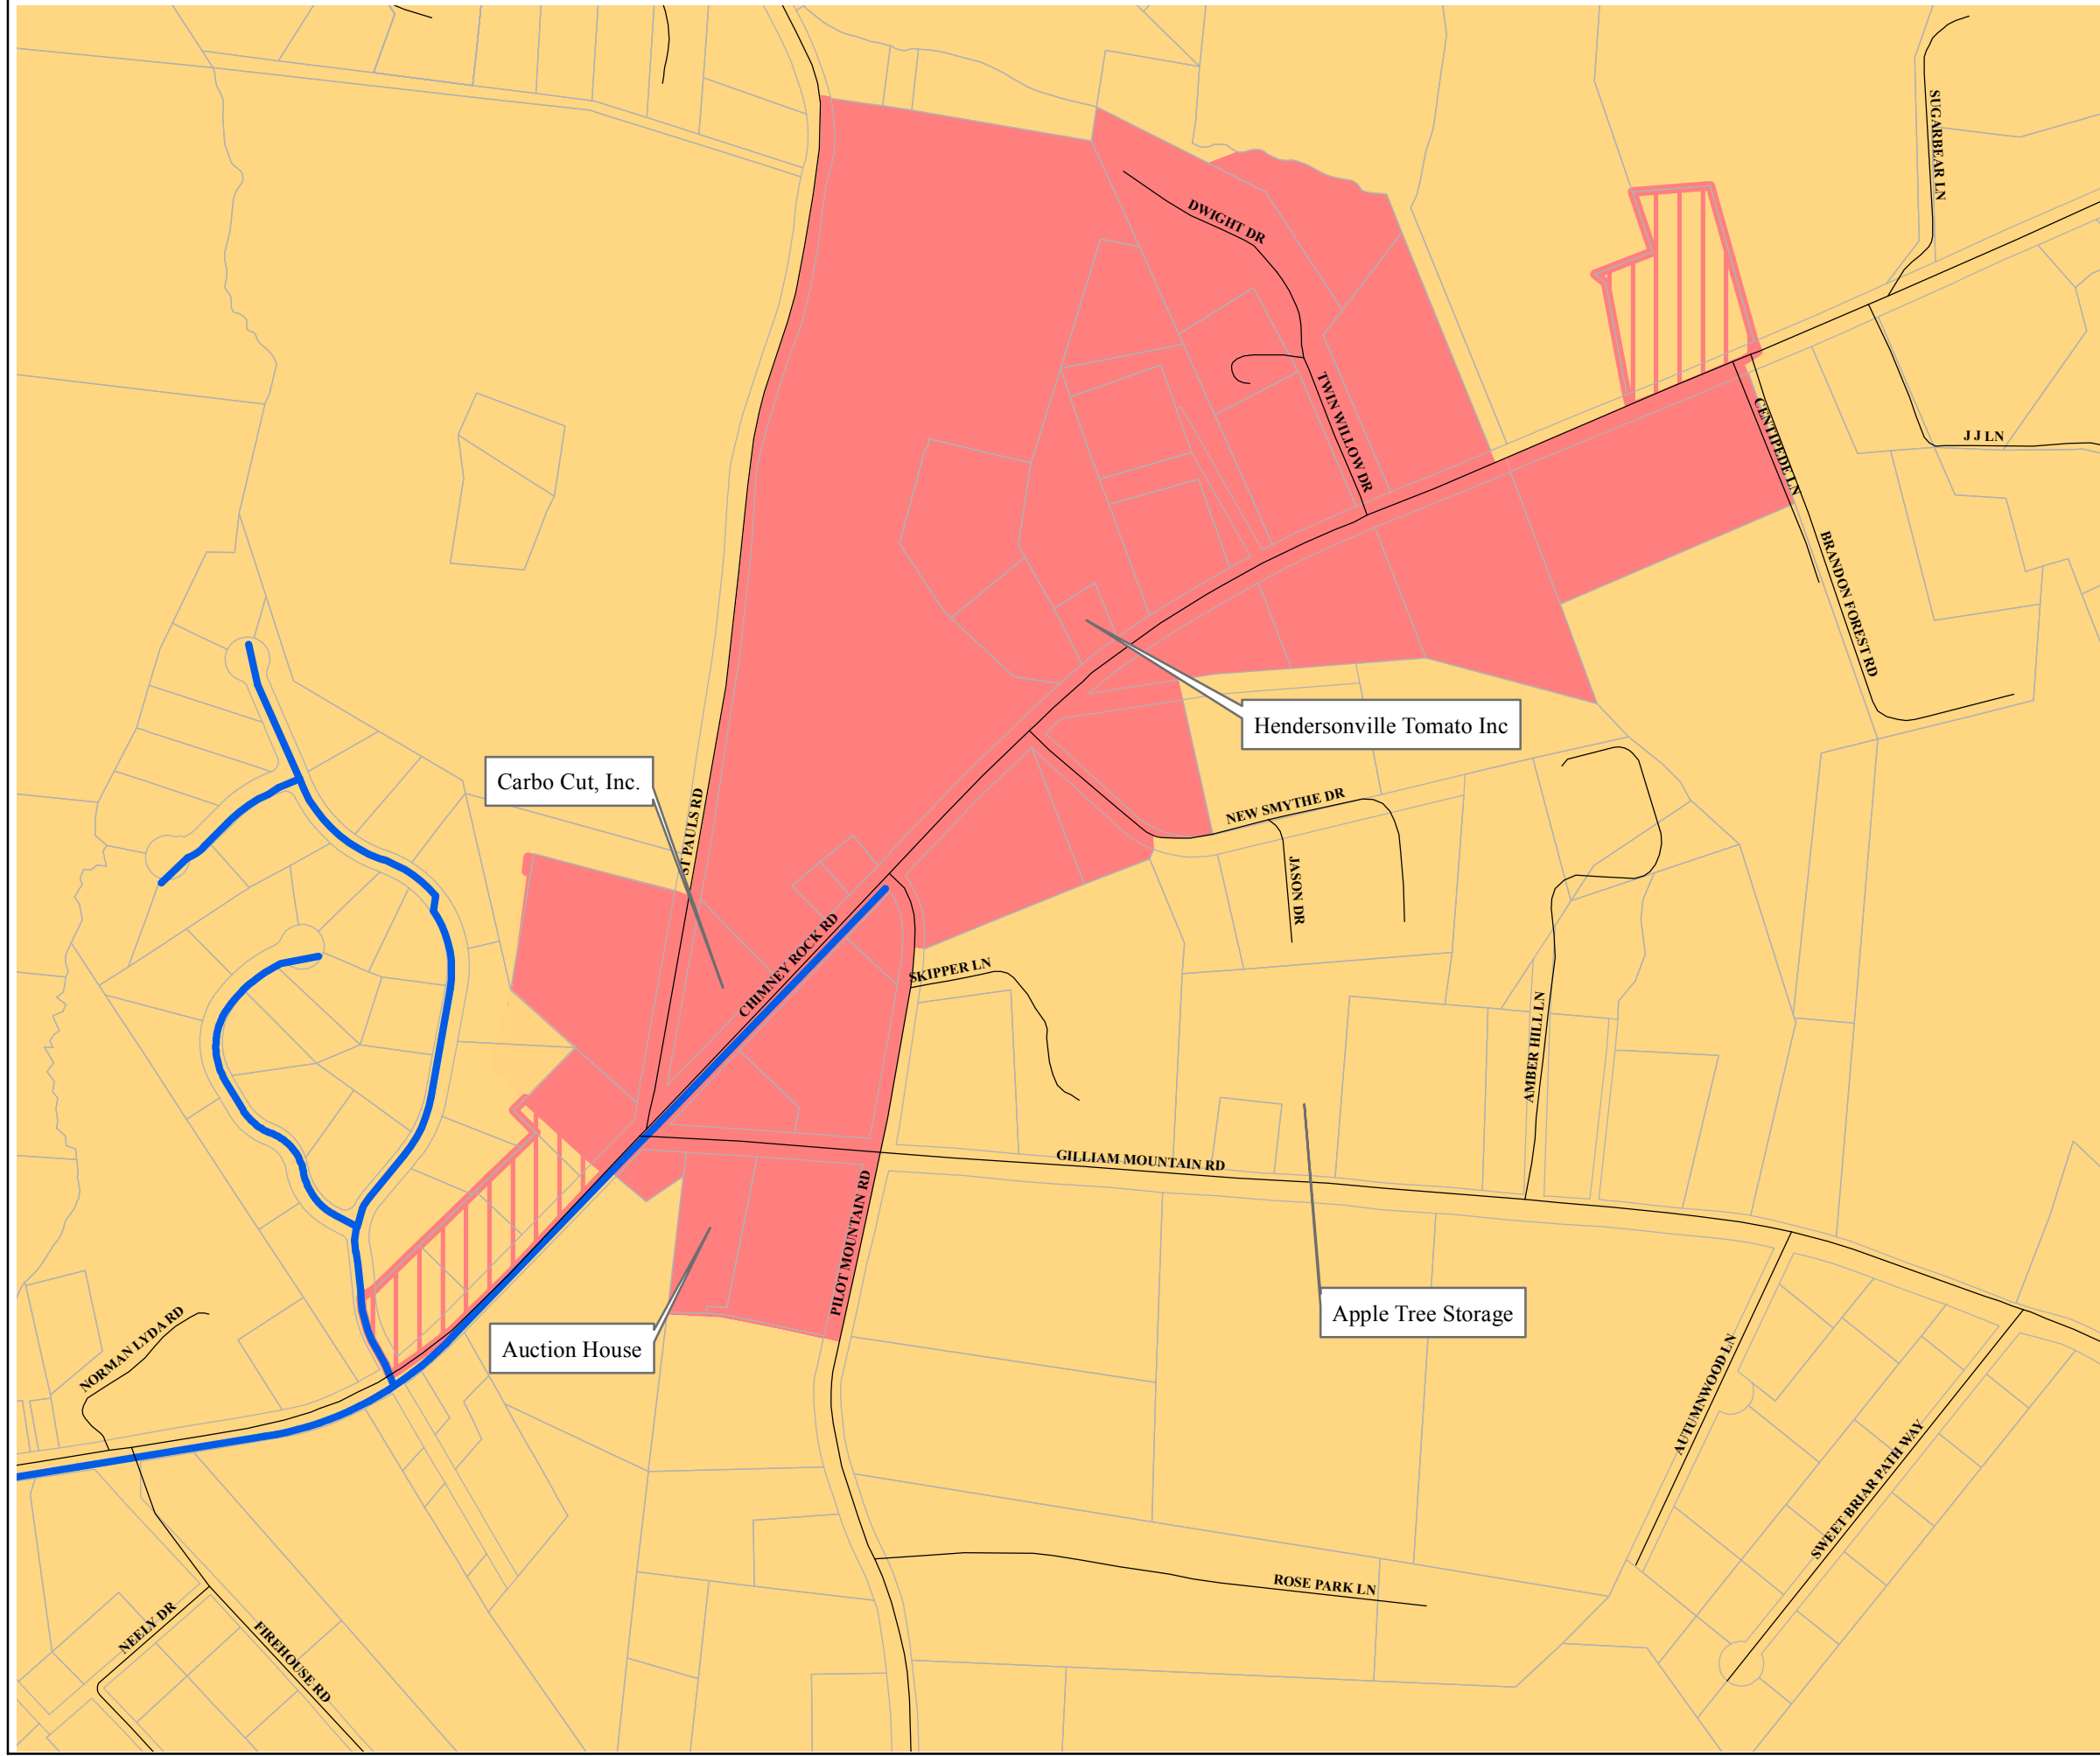 SUGARBEAR LN
DWIGHT DR
TWIN WILLOW DR
CENTIPEDE LN
J J LN
BRANDON FOREST RD
Hendersonville Tomato Inc
Carbo Cut, Inc.
ST PAULS RD
NEW SMYTHE DR
JASON DR
CHIMNEY ROCK RD
SKIPPER LN
AMBER HILL LN
GILLIAM MOUNTAIN RD
PILOT MOUNTAIN RD
Apple Tree Storage
Auction House
NORMAN LYDA RD
AUTUMNWOOD LN
SWEET BRIAR PATH WAY
ROSE PARK LN
NEELY DR
FIREHOUSE RD